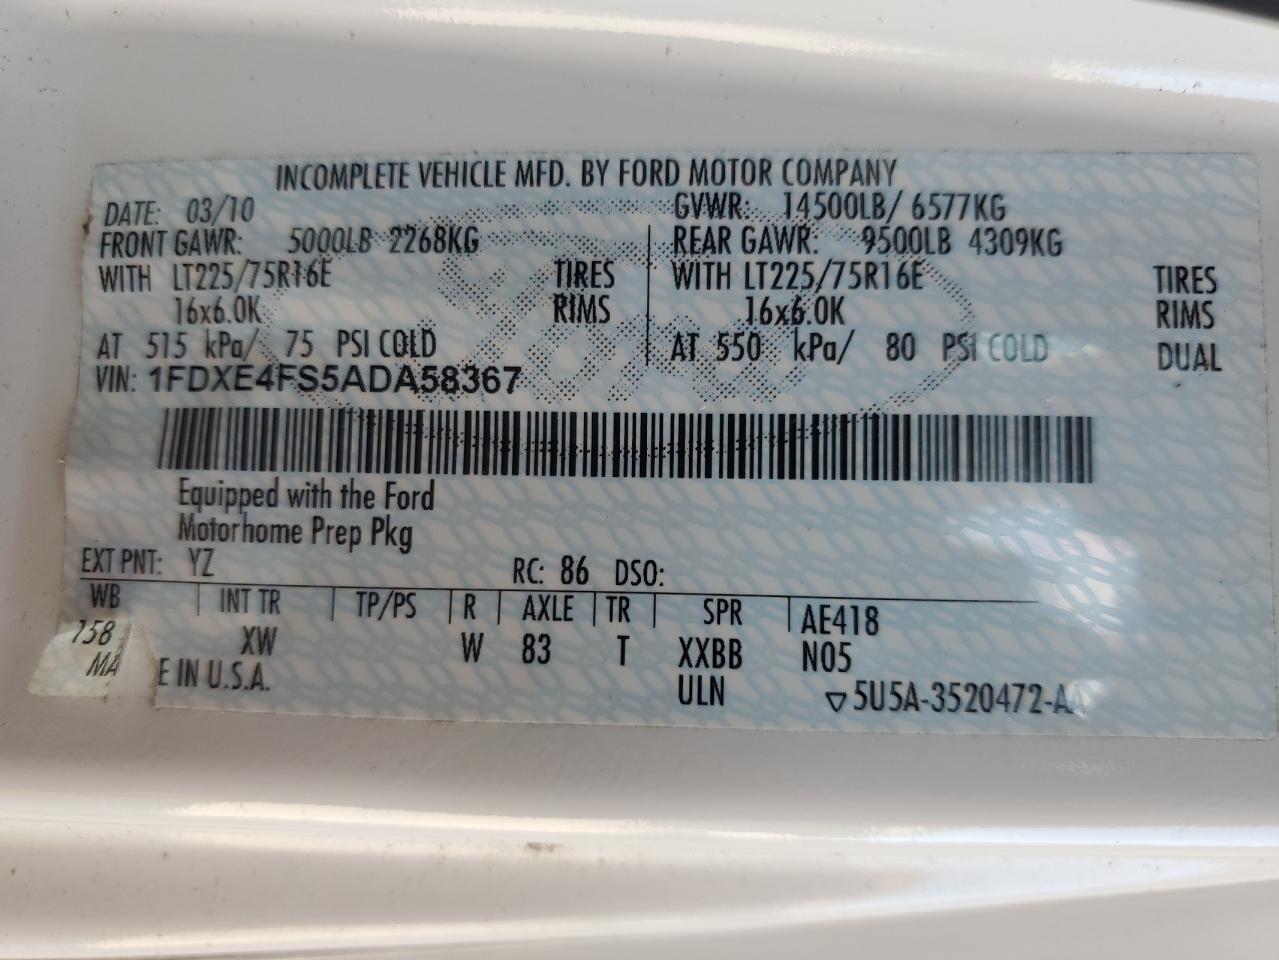 INCOMPLETE VEHICLE MFD. BY FORD MOTOR COMPANY
DATE: 03/10 GVWR: 14500LB/ 6577KG
FRONT GAWR: 5000LB 2268KG REAR GAWR: 9500LB 4309KG
WITH LT225/75R16E TIRES WITH LT225/75R16E TIRES
16x6.0K RIMS 16x6.0K RIMS
AT 515 kPa/ 75 PSI COLD AT 550 kPa/ 80 PSI COLD DUAL
VIN: 1FDXE4FS5ADA58367
Equipped with the Ford
Motorhome Prep Pkg
EXT PNT: YZ RC: 86 DSO:
WB INT TR TP/PS R AXLE TR SPR AE418
158 XW W 83 T XXBB N05
MA E IN U.S.A. ULN ▽5U5A-3520472-AA